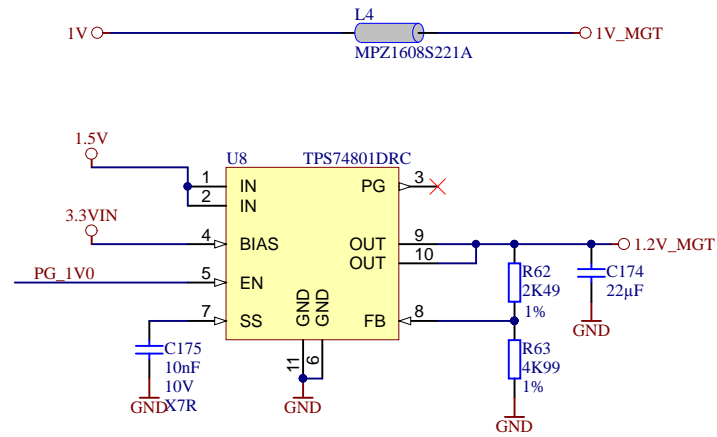 L4
1V
1V_MGT
MPZ1608S221A
1.5V
U8
TPS74801DRC
1
IN
PG
3
2
IN
3.3VIN
4
BIAS
OUT
9
1.2V_MGT
OUT
10
R62
C174
PG_1V0
5
EN
2K49
22µF
1%
7
SS
GND
GND
FB
8
GND
C175
R63
10nF
11
6
4K99
10V
1%
X7R
GND
GND
GND